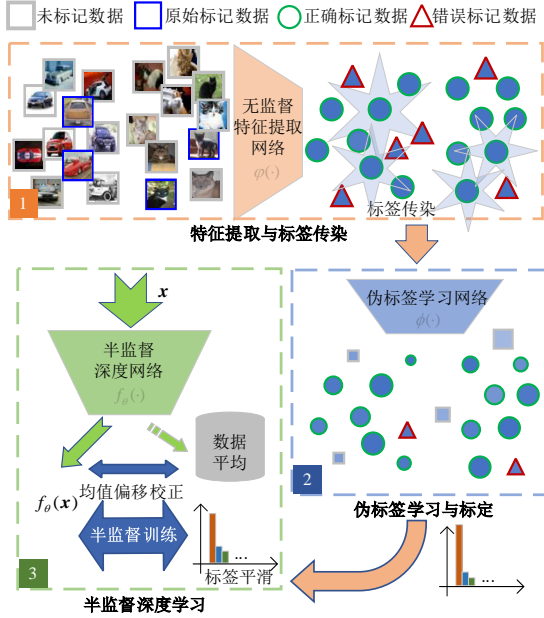 未标记数据 原始标记数据 正确标记数据 错误标记数据
无监督
特征提取
网络
φ(·)
标签传染
1
特征提取与标签传染
x
半监督
深度网络
f_θ(·)
数据
平均
均值偏移校正
f_θ(x)
半监督训练
...
标签平滑
3
半监督深度学习
伪标签学习网络
ϕ(·)
2
伪标签学习与标定
...